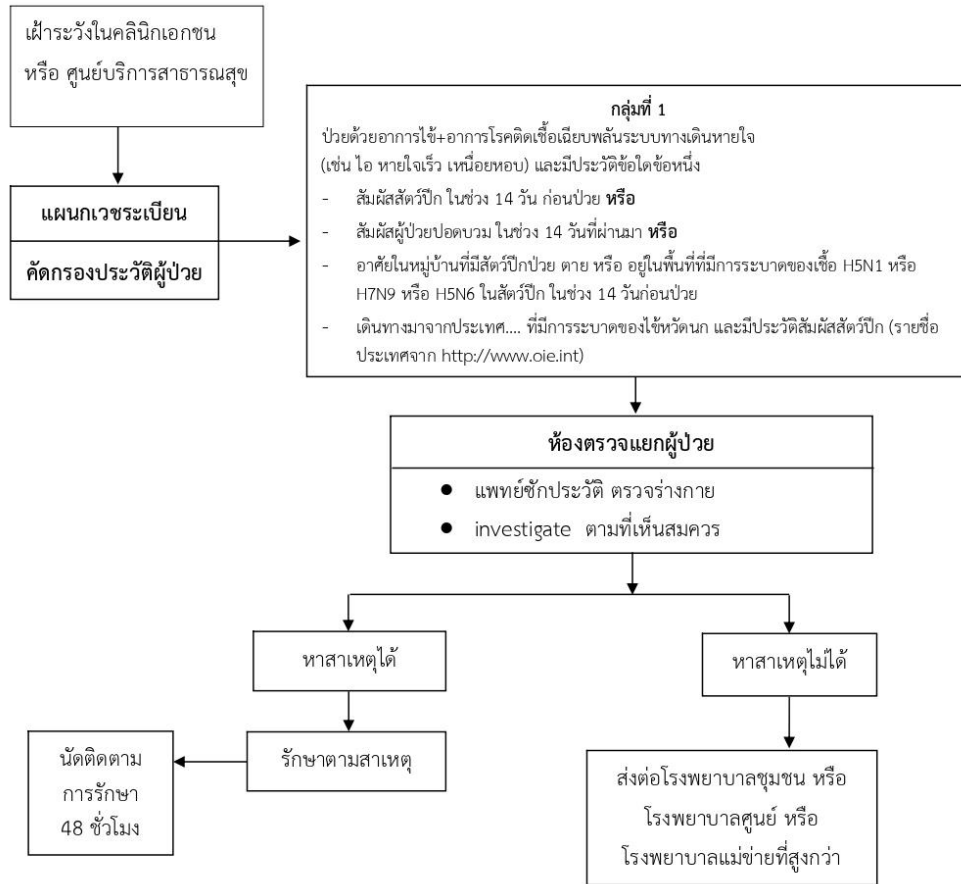 เฝ้าระวังในคลินิกเอกชน
หรือ ศูนย์บริการสาธารณสุข
แผนกเวชระเบียน
คัดกรองประวัติผู้ป่วย
กลุ่มที่ 1
ป่วยด้วยอาการไข้+อาการโรคติดเชื้อเฉียบพลันระบบทางเดินหายใจ
(เช่น ไอ หายใจเร็ว เหนื่อยหอบ) และมีประวัติข้อใดข้อหนึ่ง
- สัมผัสสัตว์ปีก ในช่วง 14 วัน ก่อนป่วย หรือ
- สัมผัสผู้ป่วยปอดบวม ในช่วง 14 วันที่ผ่านมา หรือ
- อาศัยในหมู่บ้านที่มีสัตว์ปีกป่วย ตาย หรือ อยู่ในพื้นที่ที่มีการระบาดของเชื้อ H5N1 หรือ
H7N9 หรือ H5N6 ในสัตว์ปีก ในช่วง 14 วันก่อนป่วย
- เดินทางมาจากประเทศ.... ที่มีการระบาดของไข้หวัดนก และมีประวัติสัมผัสสัตว์ปีก (รายชื่อ
ประเทศจาก http://www.oie.int)
ห้องตรวจแยกผู้ป่วย
● แพทย์ซักประวัติ ตรวจร่างกาย
● investigate ตามที่เห็นสมควร
หาสาเหตุได้
หาสาเหตุไม่ได้
รักษาตามสาเหตุ
นัดติดตาม
การรักษา
48 ชั่วโมง
ส่งต่อโรงพยาบาลชุมชน หรือ
โรงพยาบาลศูนย์ หรือ
โรงพยาบาลแม่ข่ายที่สูงกว่า